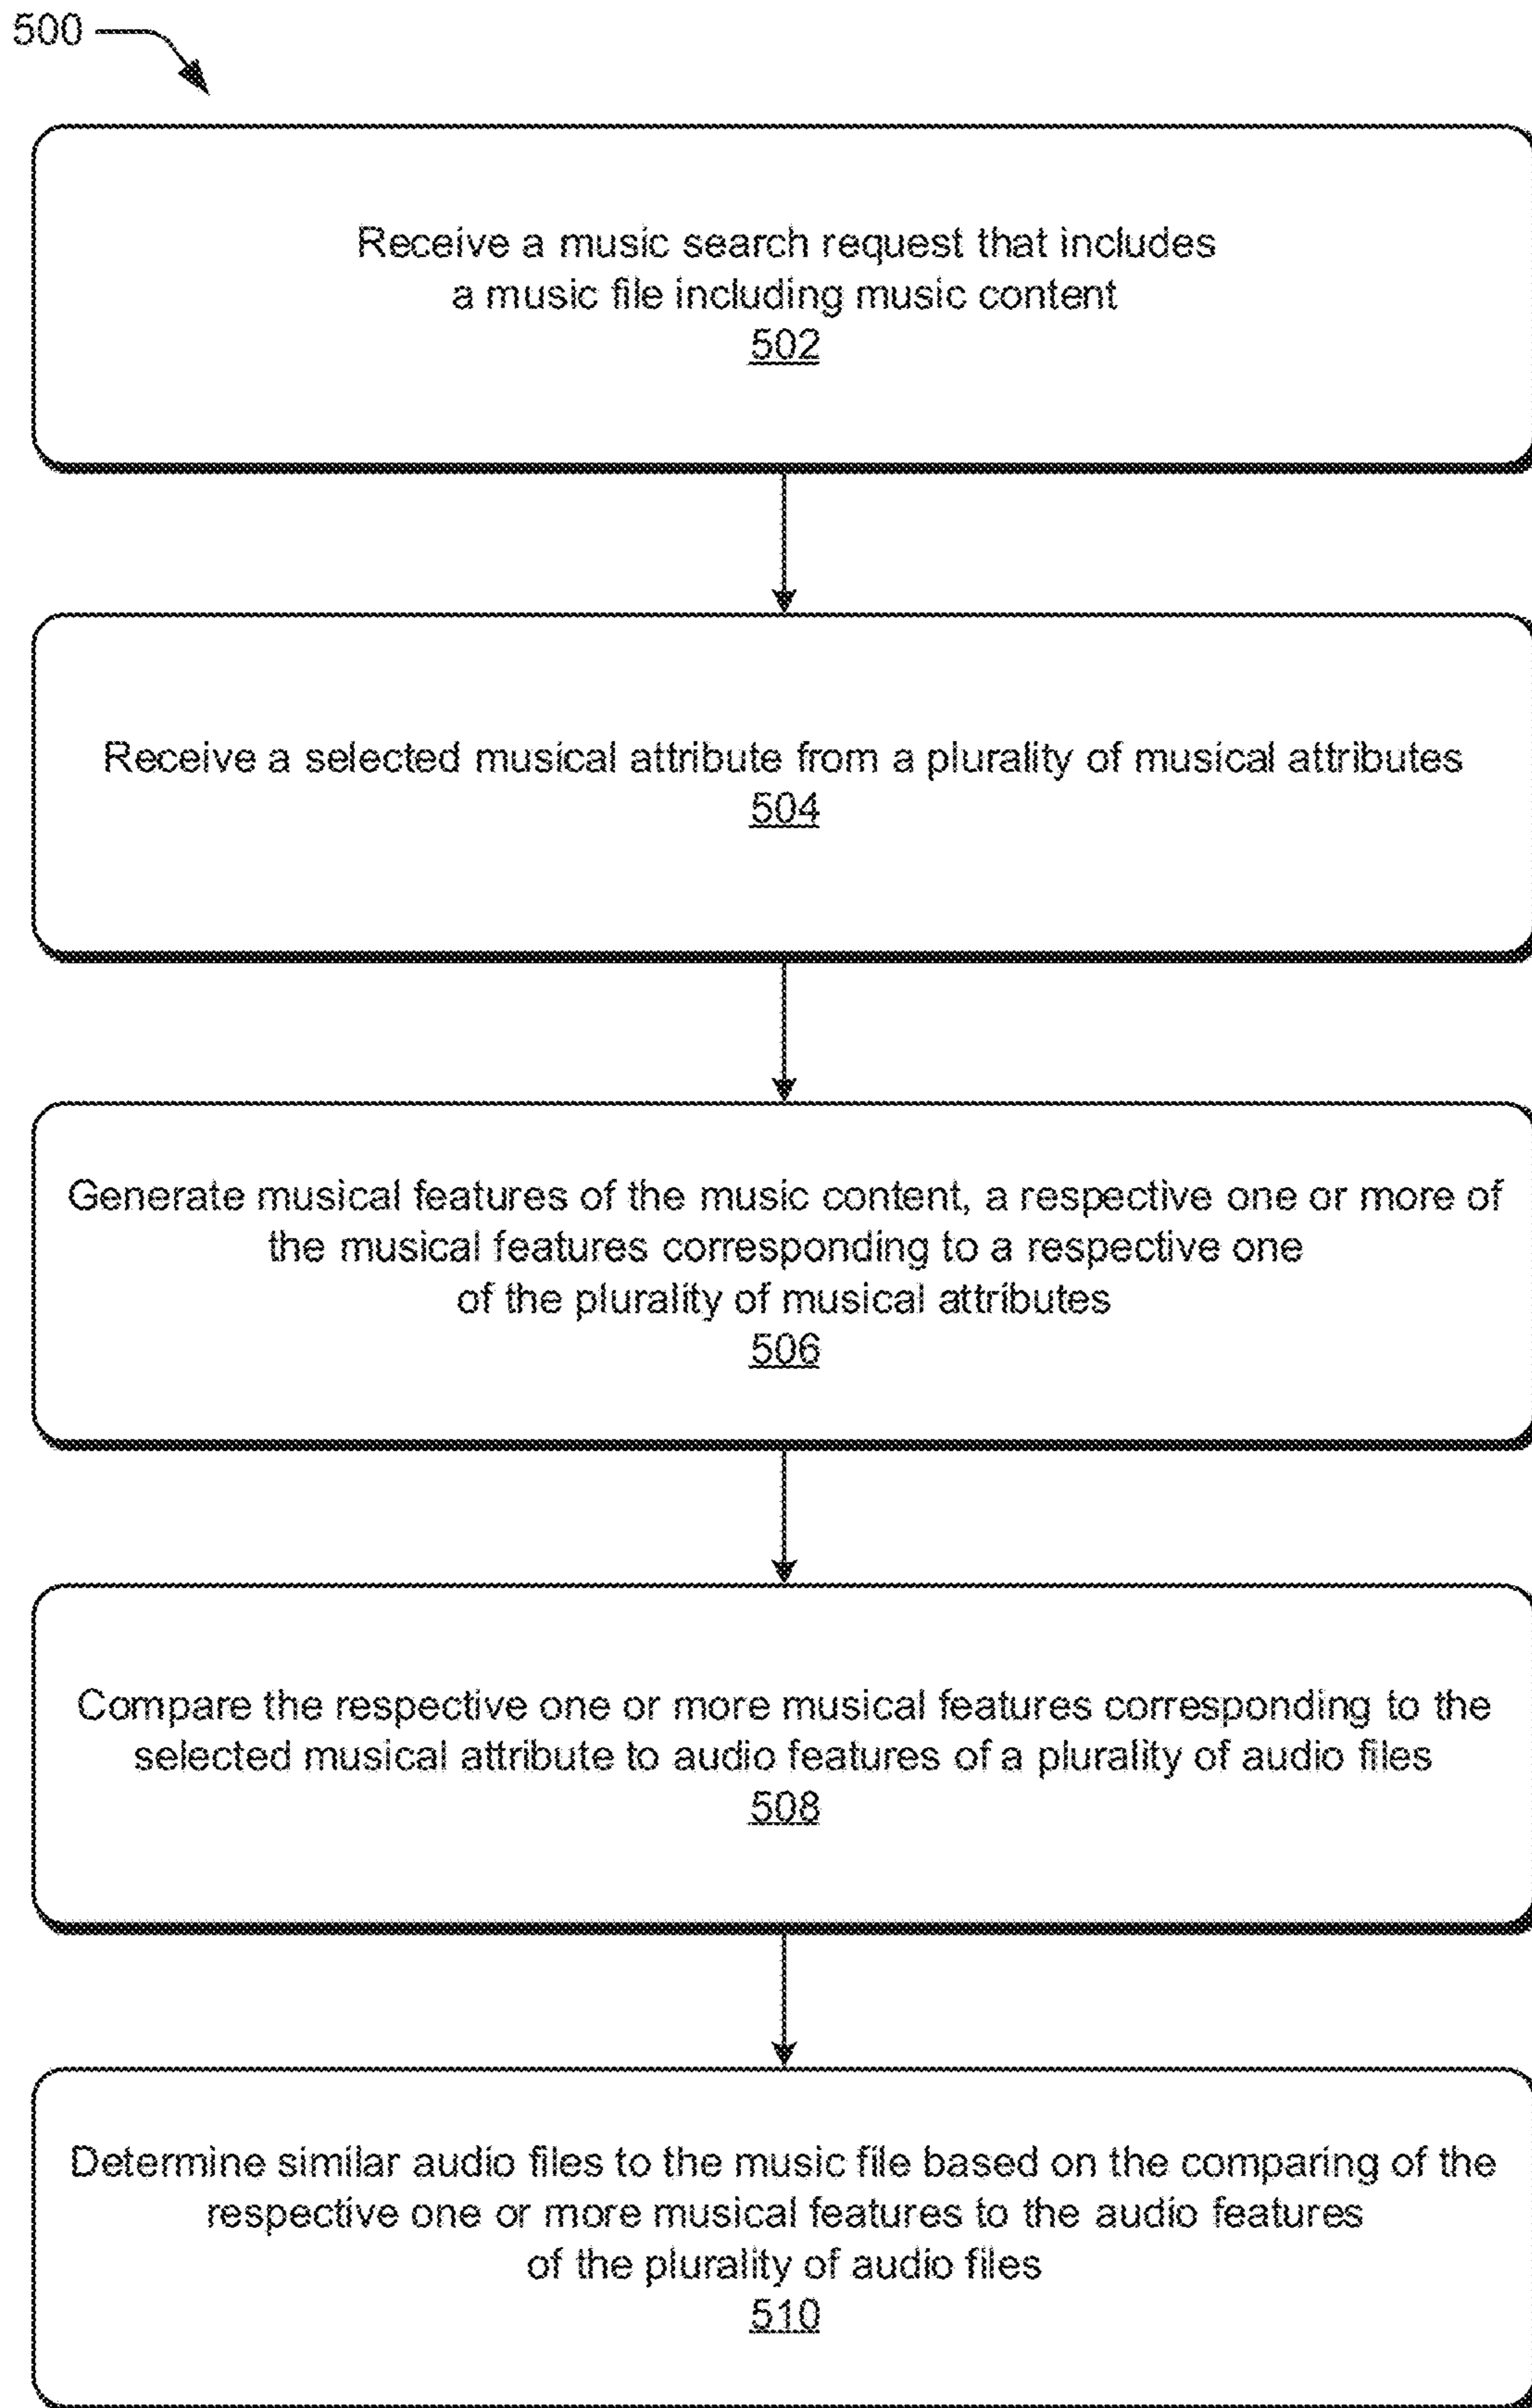 500
Receive a music search request that includes
a music file including music content
502
Receive a selected musical attribute from a plurality of musical attributes
504
Generate musical features of the music content, a respective one or more of
the musical features corresponding to a respective one
of the plurality of musical attributes
506
Compare the respective one or more musical features corresponding to the
selected musical attribute to audio features of a plurality of audio files
508
Determine similar audio files to the music file based on the comparing of the
respective one or more musical features to the audio features
of the plurality of audio files
510